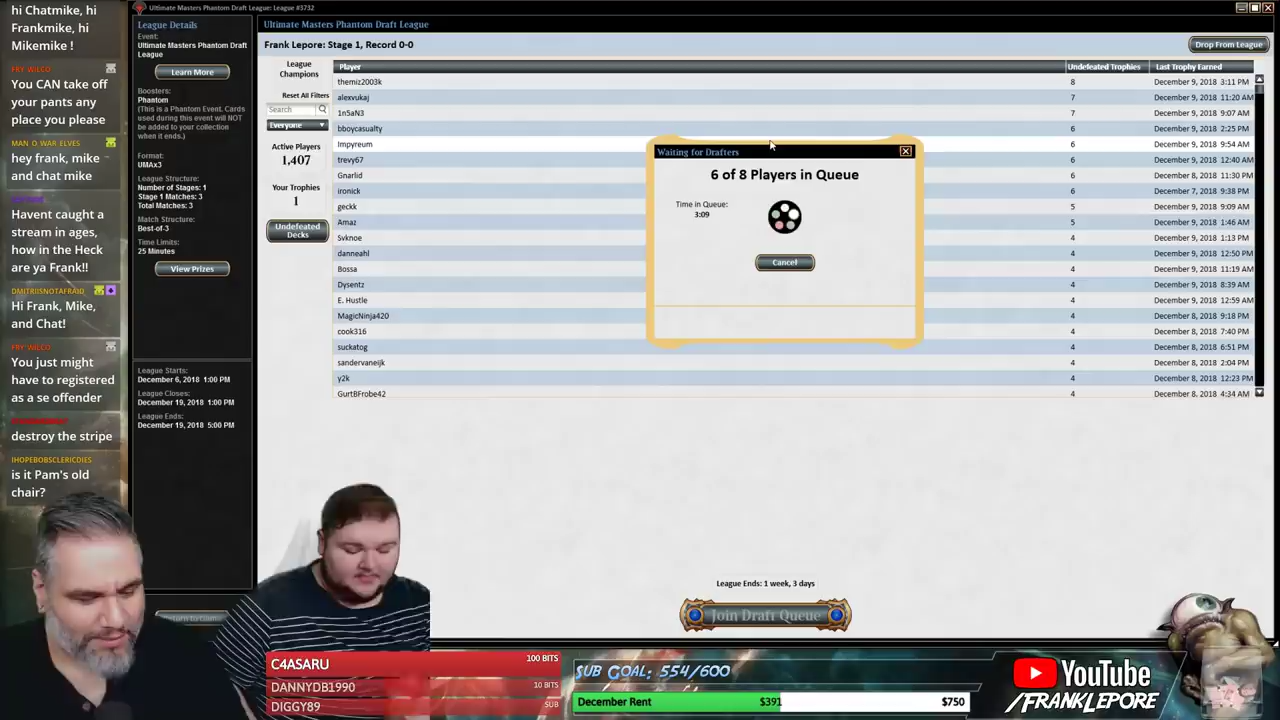 Ultimate Masters Phantom Draft League: League #5732
hi Chatmike, hi
Frankmike, hi
Mikemike !
FRY_WILCO
You CAN take off
your pants any
place you please
MAN_O_WAR_ELVES
hey frank, mike
and chat mike
Havent caught a
stream in ages,
how in the Heck
are ya Frank!!
DMITRIISNOTAFRAID
Hi Frank, Mike,
and Chat!
FRY_WILCO
You just might
have to registered
as a se offender
destroy the stripe
IHOPEBOBSCLERICDIES
is it Pam's old
chair?
League Details
Event:
Ultimate Masters Phantom Draft
League
Learn More
Boosters:
Phantom
(This is a Phantom Event. Cards
used during this event will NOT
be added to your collection
when it ends.)
Format:
UMAx3
Match Structure:
Number of Stages: 1
Stage 1 Matches: 3
Total Matches: 3
Match Structure:
Best-of-3
Time Limits:
25 Minutes
View Prizes
League Starts:
December 6, 2018 1:00 PM
League Closes:
December 19, 2018 1:00 PM
League Ends:
December 19, 2018 5:00 PM
Ultimate Masters Phantom Draft League
Frank Lepore: Stage 1, Record 0-0
Drop From League
League
Champions
Reset All Filters
Search
Everyone
Active Players
1,407
Your Trophies
1
Undefeated
Decks
Player Undefeated Trophies Last Trophy Earned
themiz2003k 8 December 9, 2018 3:11 PM
alexvukaj 7 December 9, 2018 11:20 AM
1n5aN3 7 December 9, 2018 9:07 AM
bboycasualty 6 December 9, 2018 2:25 PM
Impyreum 6 December 9, 2018 9:54 AM
trevy67 6 December 9, 2018 12:40 AM
Gnarlid 6 December 8, 2018 11:30 PM
ironick 6 December 7, 2018 9:38 PM
geckk 5 December 9, 2018 9:09 AM
Amaz 5 December 9, 2018 1:46 AM
Svknoe 4 December 9, 2018 1:13 PM
danneahl 4 December 9, 2018 12:50 PM
Bossa 4 December 9, 2018 11:19 AM
Dysentz 4 December 9, 2018 8:39 AM
E. Hustle 4 December 9, 2018 12:59 AM
MagicNinja420 4 December 8, 2018 9:18 PM
cook316 4 December 8, 2018 7:40 PM
suckatog 4 December 8, 2018 6:51 PM
sandervaneijk 4 December 8, 2018 2:04 PM
y2k 4 December 8, 2018 12:23 PM
GurtBFrobe42 4 December 8, 2018 4:34 AM
Waiting for Drafters
6 of 8 Players in Queue
Time in Queue:
3:09
Cancel
League Ends: 1 week, 3 days
Join Draft Queue
C4ASARU 100 BITS
DANNYDB1990 10 BITS
DIGGY89 SUB
SUB GOAL: 554/600
December Rent $391 $750
YouTube
/FRANKLEPORE